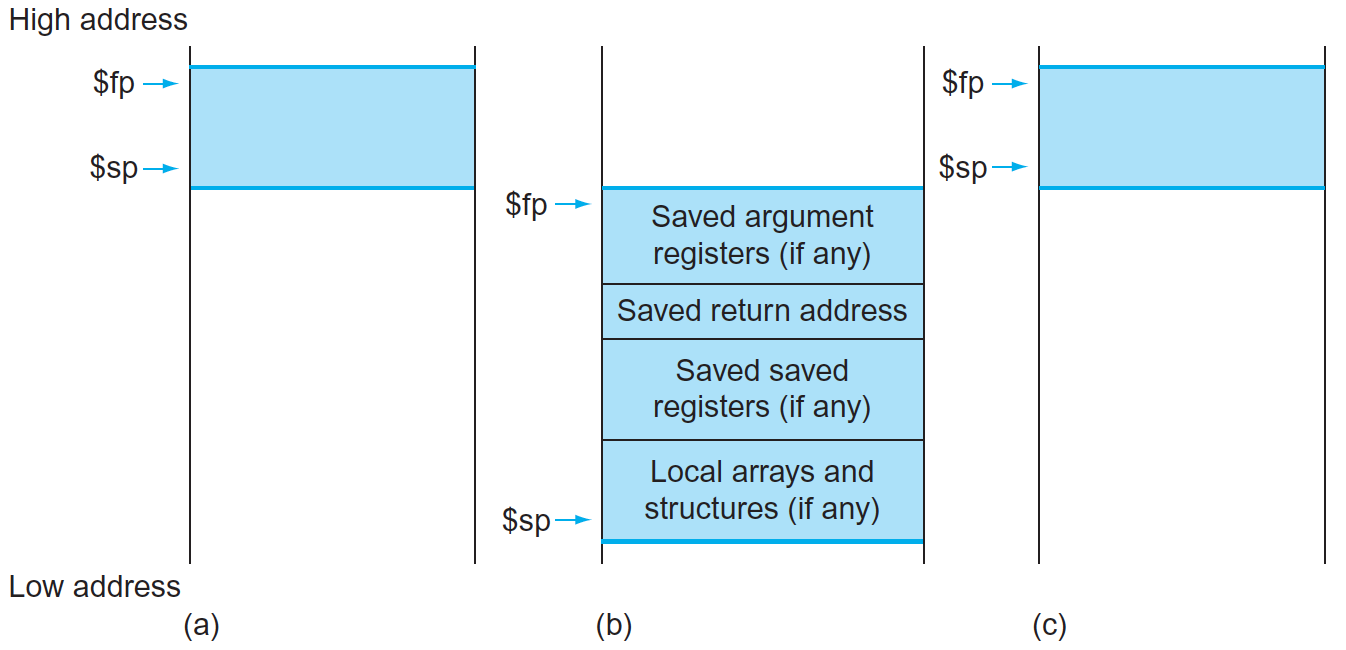 High address
$fp
$sp
$fp
Saved argument
registers (if any)
Saved return address
Saved saved
registers (if any)
Local arrays and
structures (if any)
$sp
$fp
$sp
Low address
(a)
(b)
(c)